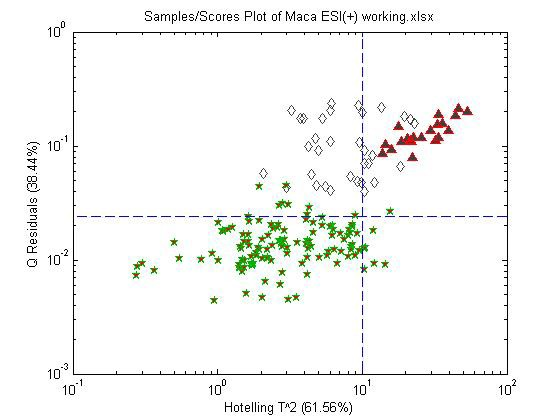 Samples/Scores Plot of Maca ESI(+) working.xlsx
10^0
10^-1
10^-2
10^-3
Q Residuals (38.44%)
10^-1 10^0 10^1 10^2
Hotelling T^2 (61.56%)